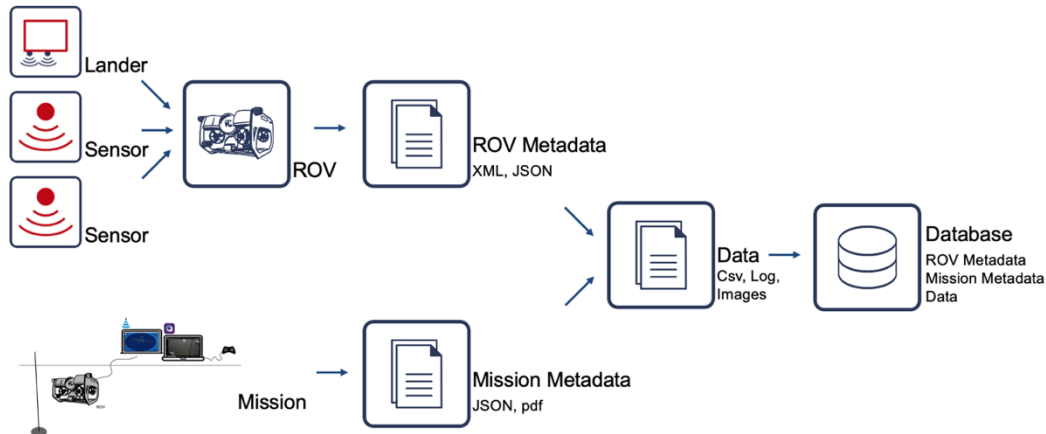 Lander
Sensor
Sensor
ROV
ROV Metadata
XML, JSON
Data
Csv, Log,
Images
Database
ROV Metadata
Mission Metadata
Data
ROV
Mission
Mission Metadata
JSON, pdf